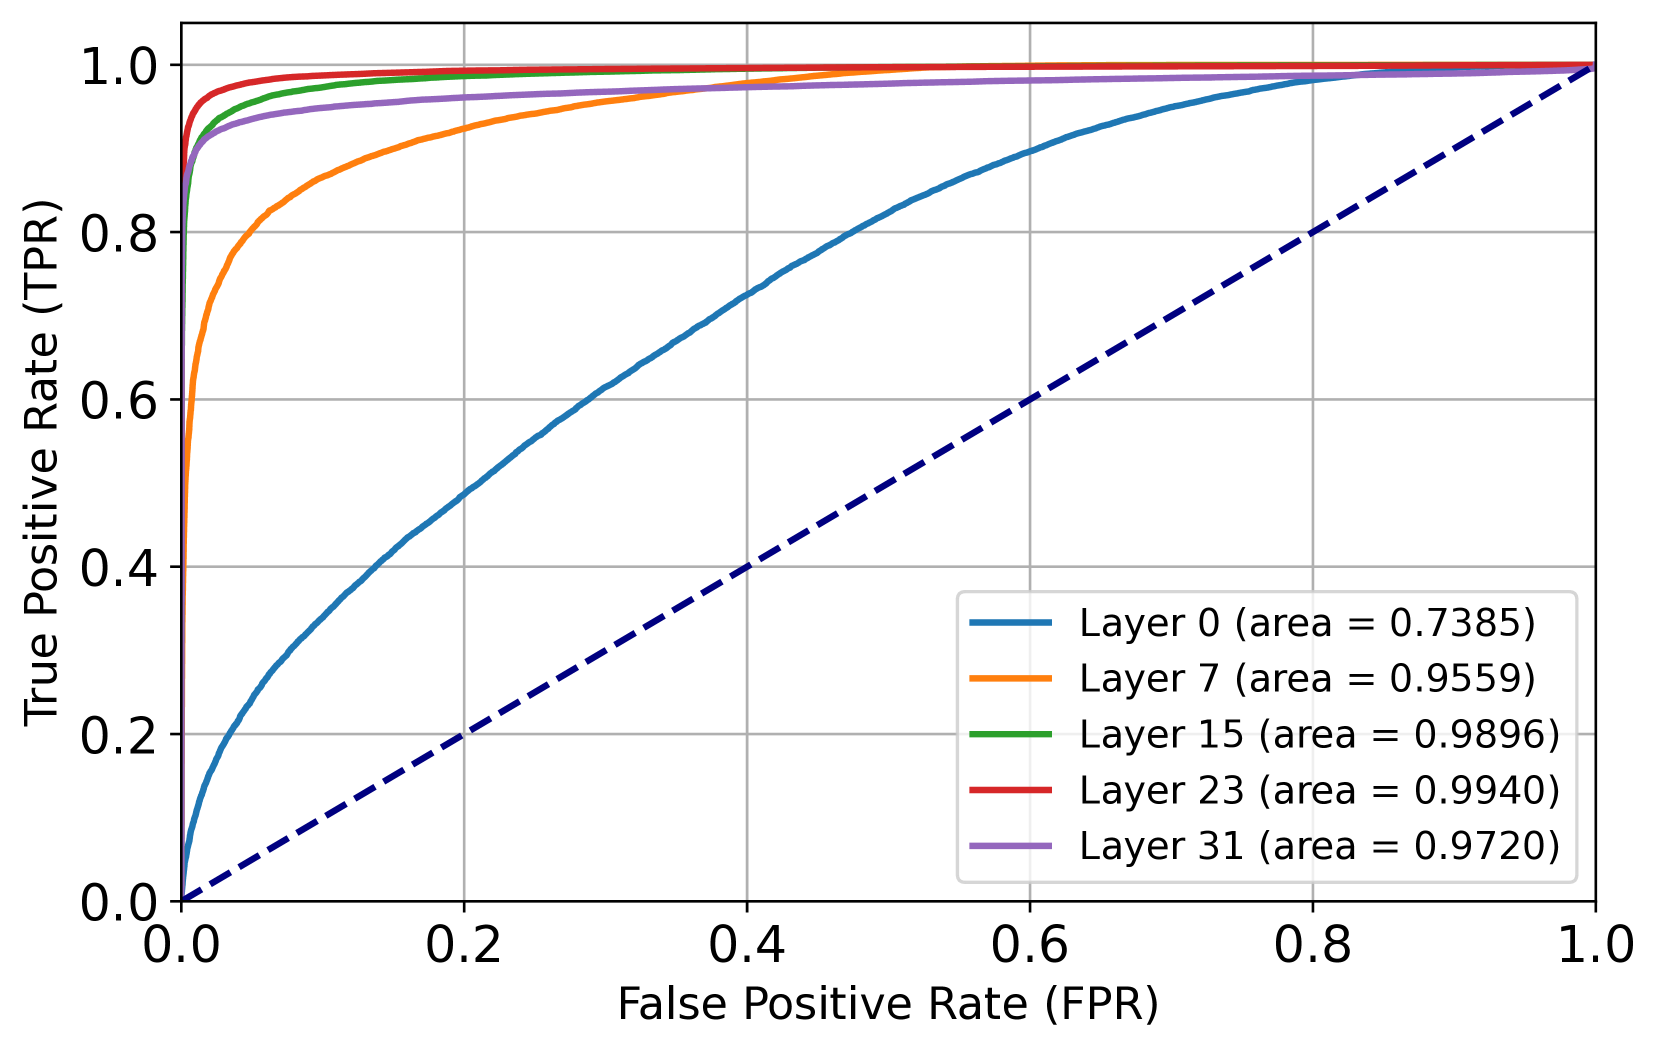 True Positive Rate (TPR)
1.0
0.8
0.6
0.4
0.2
0.0
Layer 0 (area = 0.7385)
Layer 7 (area = 0.9559)
Layer 15 (area = 0.9896)
Layer 23 (area = 0.9940)
Layer 31 (area = 0.9720)
0.0 0.2 0.4 0.6 0.8 1.0
False Positive Rate (FPR)